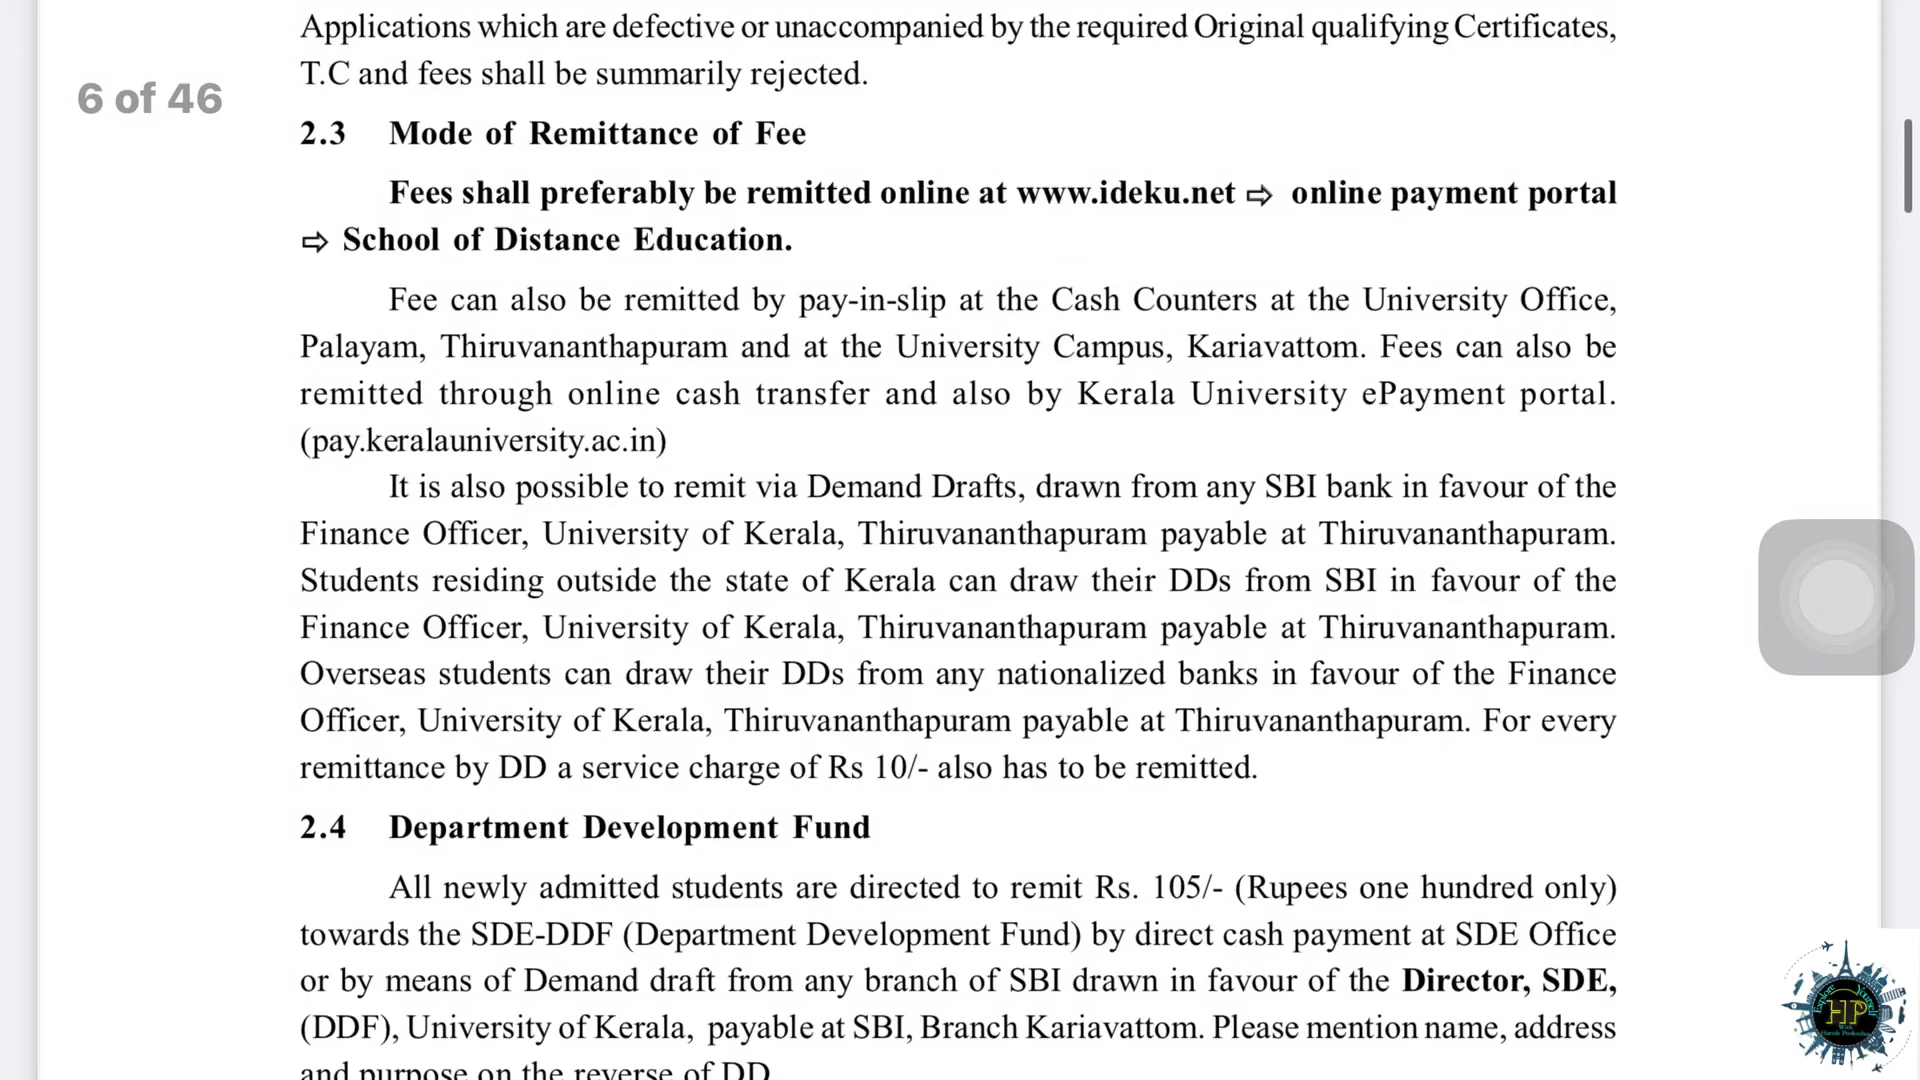 Applications which are defective or unaccompanied by the required Original qualifying Certificates,
T.C and fees shall be summarily rejected.
6 of 46
2.3 Mode of Remittance of Fee
Fees shall preferably be remitted online at www.ideku.net ⇨ online payment portal
⇨ School of Distance Education.
Fee can also be remitted by pay-in-slip at the Cash Counters at the University Office,
Palayam, Thiruvananthapuram and at the University Campus, Kariavattom. Fees can also be
remitted through online cash transfer and also by Kerala University ePayment portal.
(pay.keralauniversity.ac.in)
It is also possible to remit via Demand Drafts, drawn from any SBI bank in favour of the
Finance Officer, University of Kerala, Thiruvananthapuram payable at Thiruvananthapuram.
Students residing outside the state of Kerala can draw their DDs from SBI in favour of the
Finance Officer, University of Kerala, Thiruvananthapuram payable at Thiruvananthapuram.
Overseas students can draw their DDs from any nationalized banks in favour of the Finance
Officer, University of Kerala, Thiruvananthapuram payable at Thiruvananthapuram. For every
remittance by DD a service charge of Rs 10/- also has to be remitted.
2.4 Department Development Fund
All newly admitted students are directed to remit Rs. 105/- (Rupees one hundred only)
towards the SDE-DDF (Department Development Fund) by direct cash payment at SDE Office
or by means of Demand draft from any branch of SBI drawn in favour of the Director, SDE,
(DDF), University of Kerala, payable at SBI, Branch Kariavattom. Please mention name, address
and purpose on the reverse of DD
HP
With